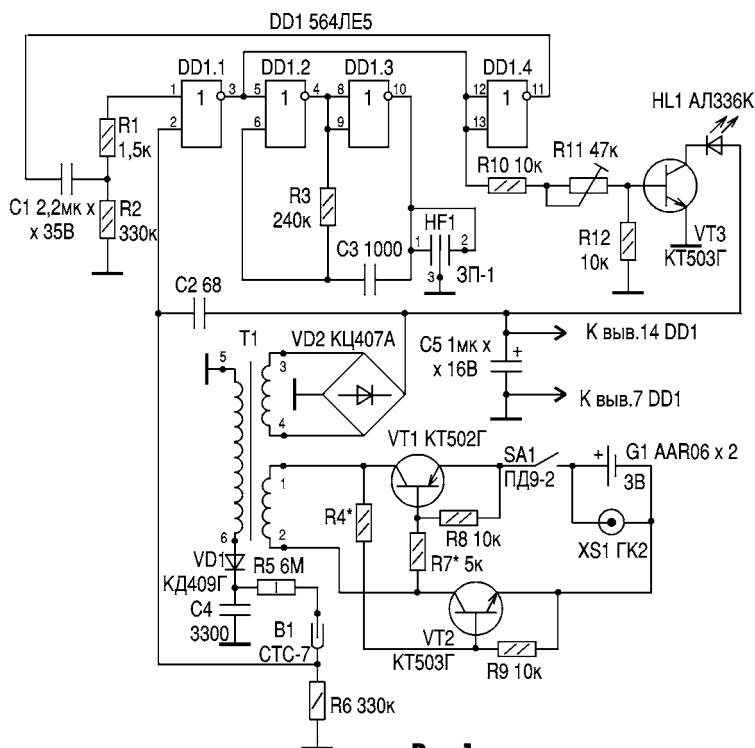 DD1 564ЛЕ5
DD1.1
DD1.2
DD1.3
DD1.4
1
2
1
3
5
6
1
4
8
9
1
10
12
13
1
11
HL1 АЛ336К
R1
1,5к
R10 10к
R11 47к
C1 2,2мк х
х 35В
R2
330к
R3
240к
C3 1000
HF1
1
2
3
ЗП-1
R12
10к
VT3
КТ503Г
C2 68
T1
VD2 КЦ407А
5
3
4
C5 1мк х
х 16В
+
К выв.14 DD1
К выв.7 DD1
VT1 КТ502Г
SA1
ПД9-2
+
G1 AAR06 x 2
3В
1
2
R4*
R8 10к
R7* 5к
XS1 ГК2
6
VD1
КД409Г
R5 6М
C4
3300
B1
СТС-7
VT2
КТ503Г
R9 10к
R6 330к